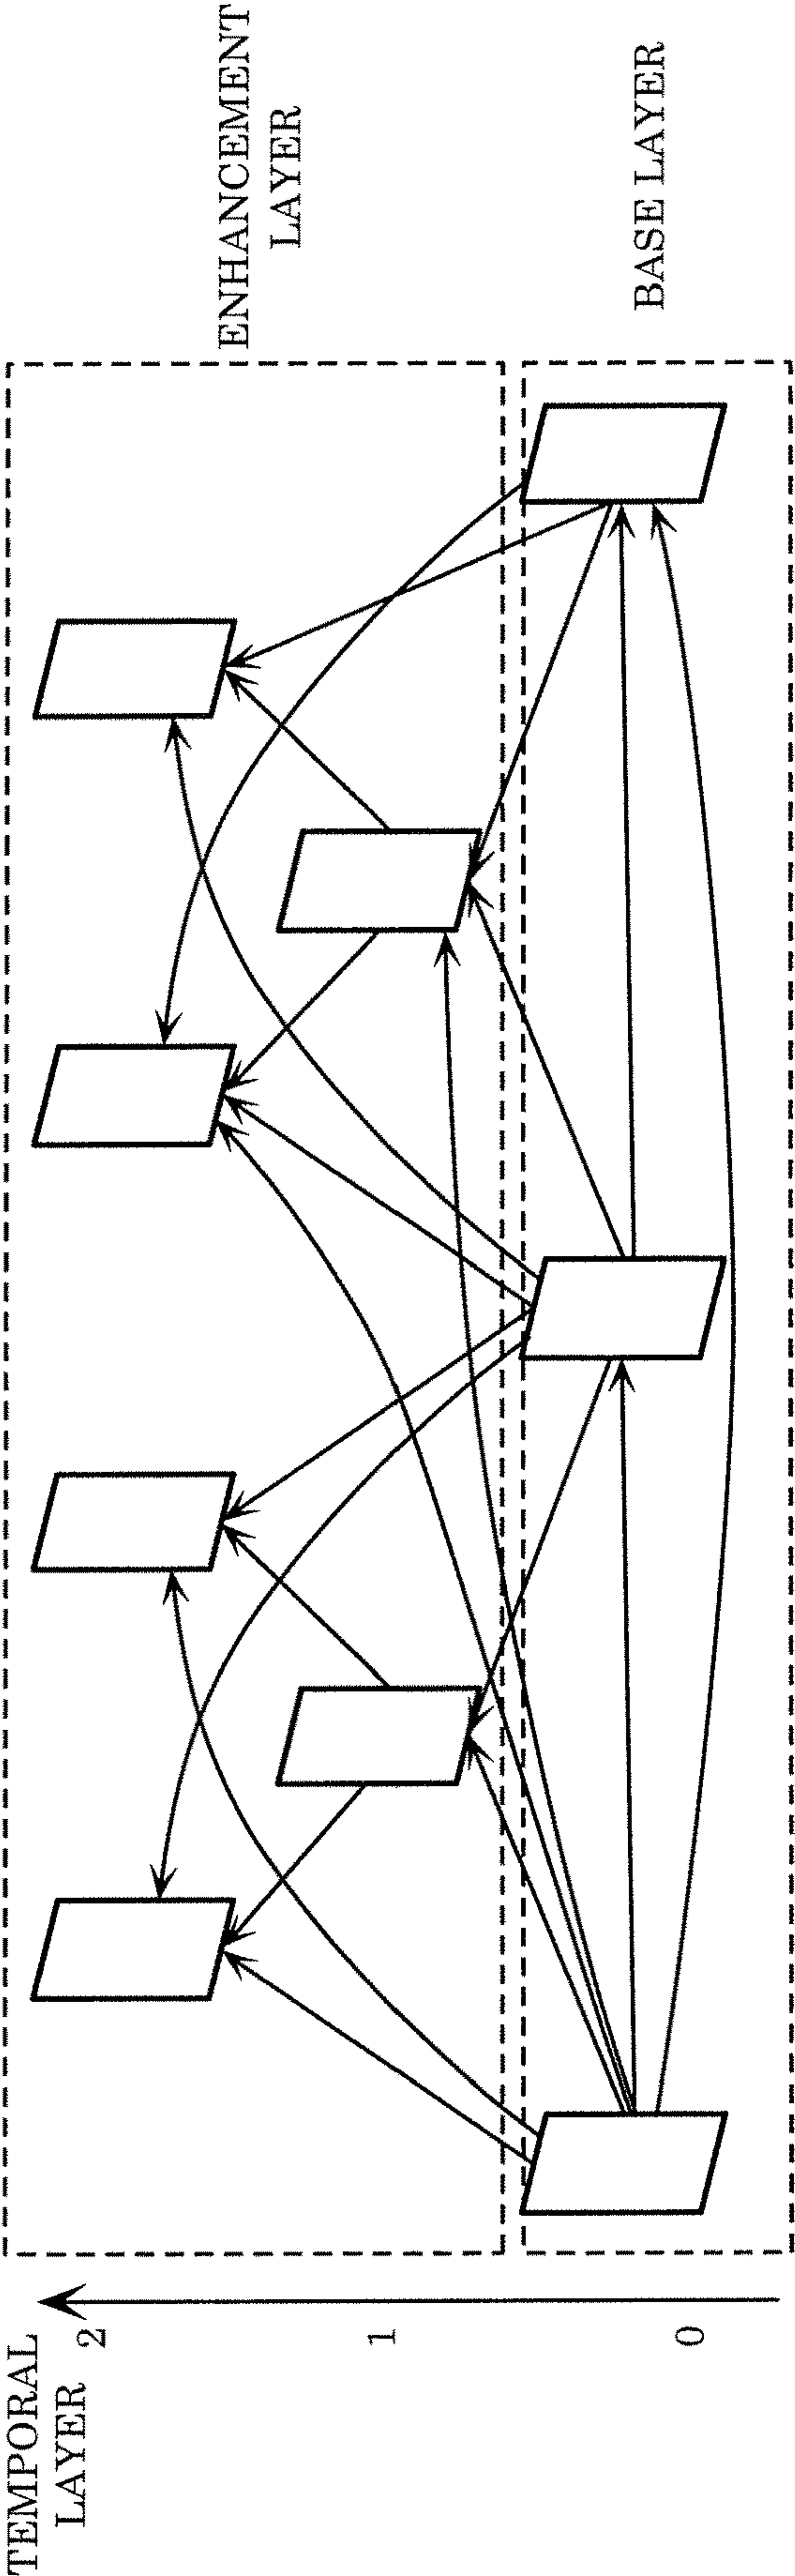 TEMPORAL
LAYER
2
1
0
ENHANCEMENT
LAYER
BASE LAYER